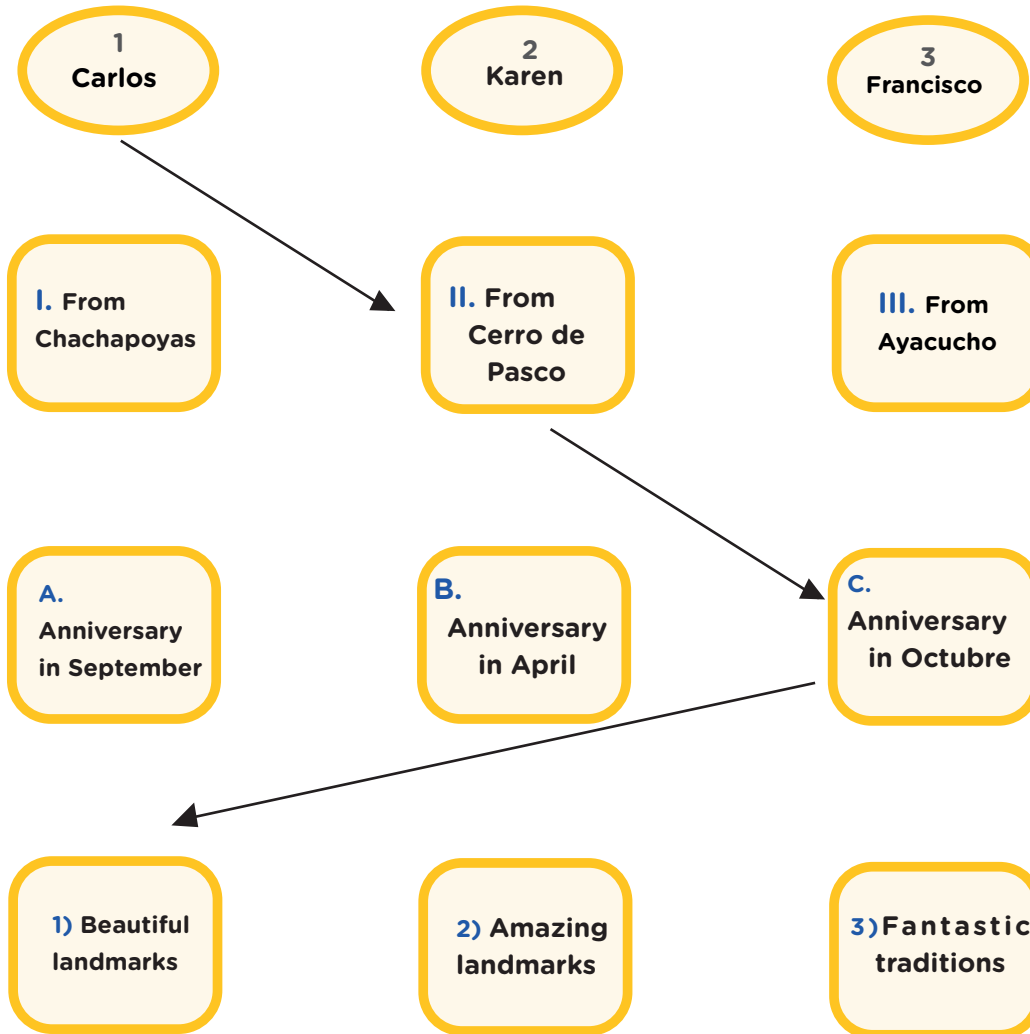 1
Carlos
2
Karen
3
Francisco
I. From
Chachapoyas
II. From
Cerro de
Pasco
III. From
Ayacucho
A.
Anniversary
in September
B.
Anniversary
in April
C.
Anniversary
in Octubre
1) Beautiful
landmarks
2) Amazing
landmarks
3) Fantastic
traditions